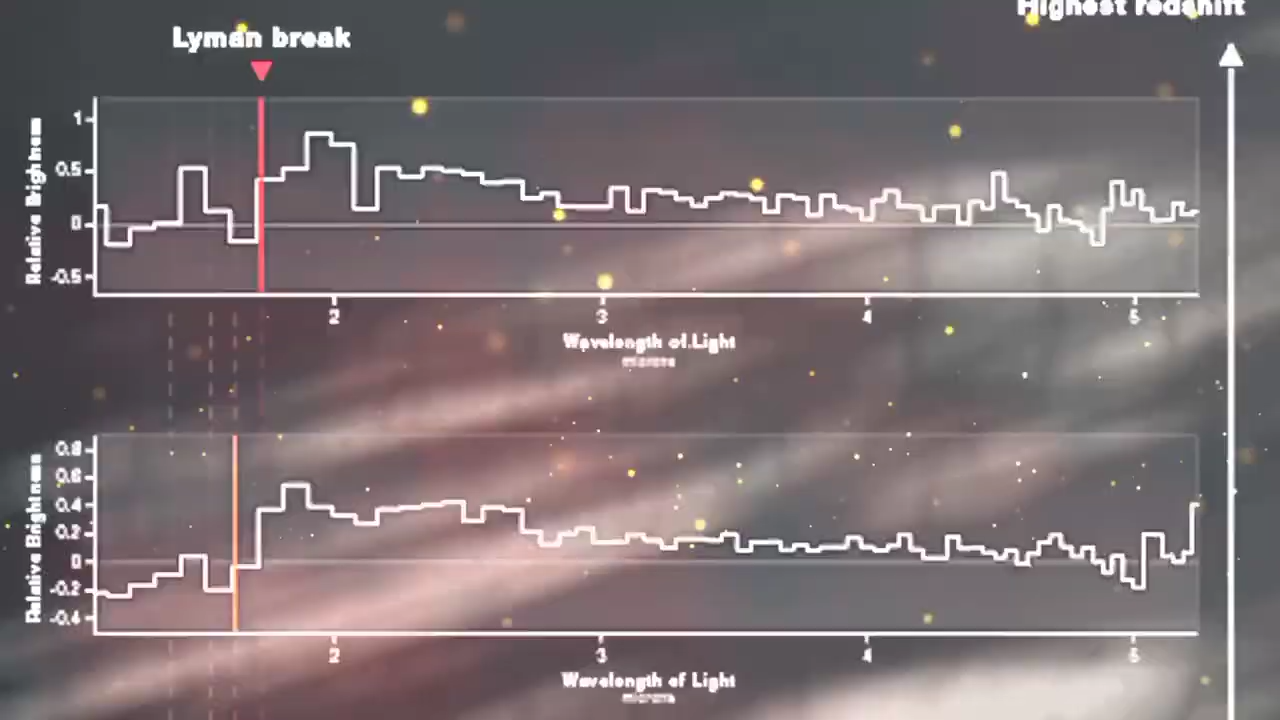 Highest redshift
Lyman break
Relative Brightness
1
0.5
0
-0.5
2
3
4
5
Wavelength of Light
microns
Relative Brightness
0.8
0.6
0.4
0.2
0
-0.2
-0.4
2
3
4
5
Wavelength of Light
microns